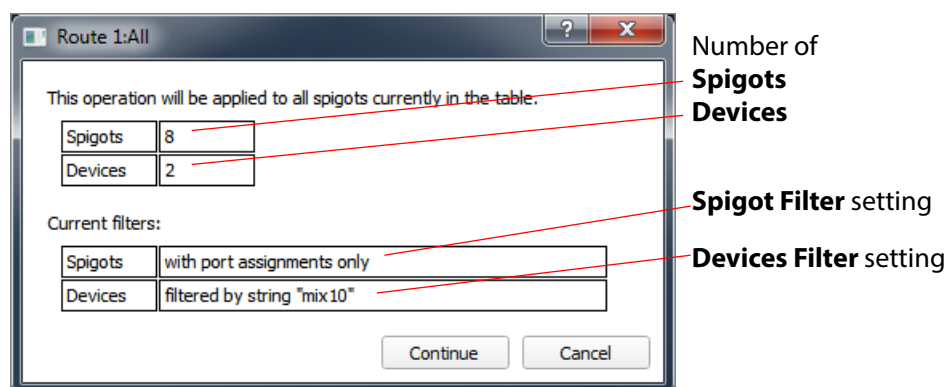 Route 1:All
?
x
This operation will be applied to all spigots currently in the table.
Spigots 8
Devices 2
Current filters:
Spigots with port assignments only
Devices filtered by string "mix10"
Continue Cancel
Number of
Spigots
Devices
Spigot Filter setting
Devices Filter setting